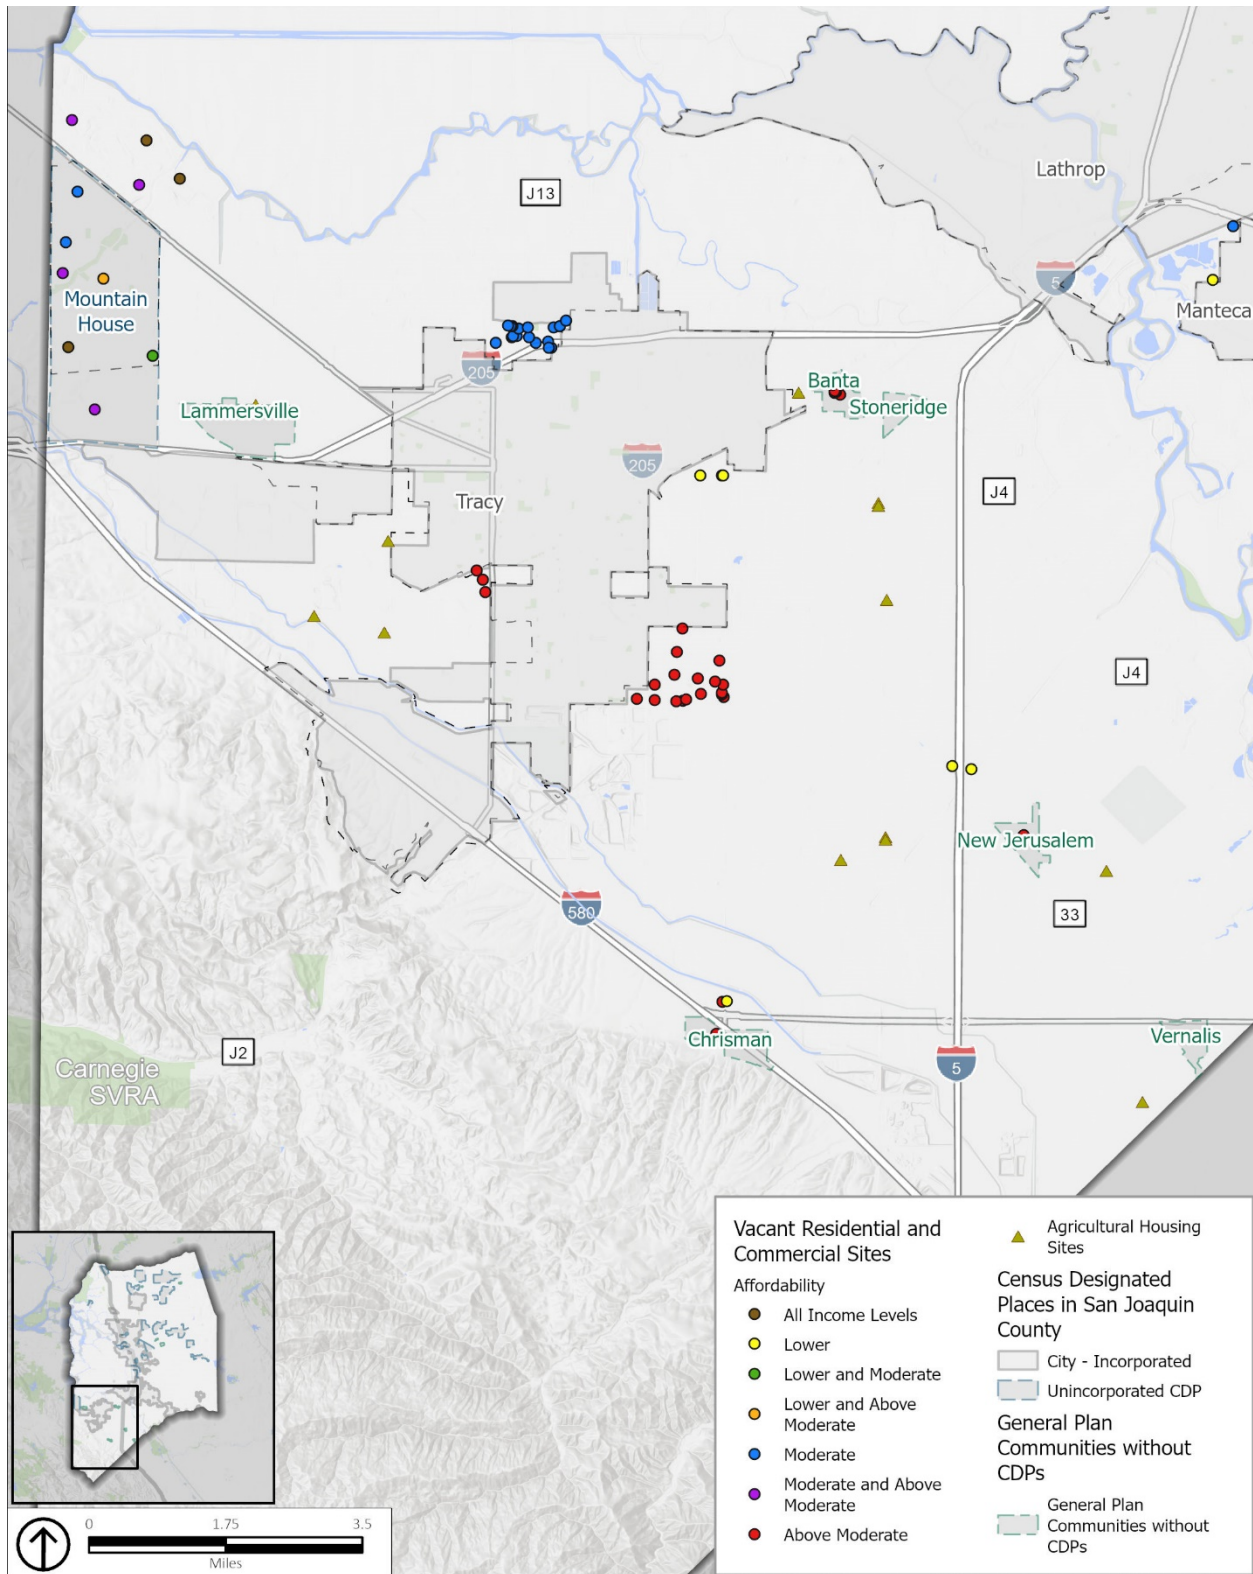 Lathrop
J13
5
Manteca
Mountain
House
205
Banta
Lammersville
Stoneridge
205
J4
Tracy
J4
New Jerusalem
33
580
Chrisman
Vernalis
J2
5
Carnegie
SVRA
Vacant Residential and
Commercial Sites
Affordability
All Income Levels
Lower
Lower and Moderate
Lower and Above
Moderate
Moderate
Moderate and Above
Moderate
Above Moderate
Agricultural Housing
Sites
Census Designated
Places in San Joaquin
County
City - Incorporated
Unincorporated CDP
General Plan
Communities without
CDPs
General Plan
Communities without
CDPs
0 1.75 3.5
Miles